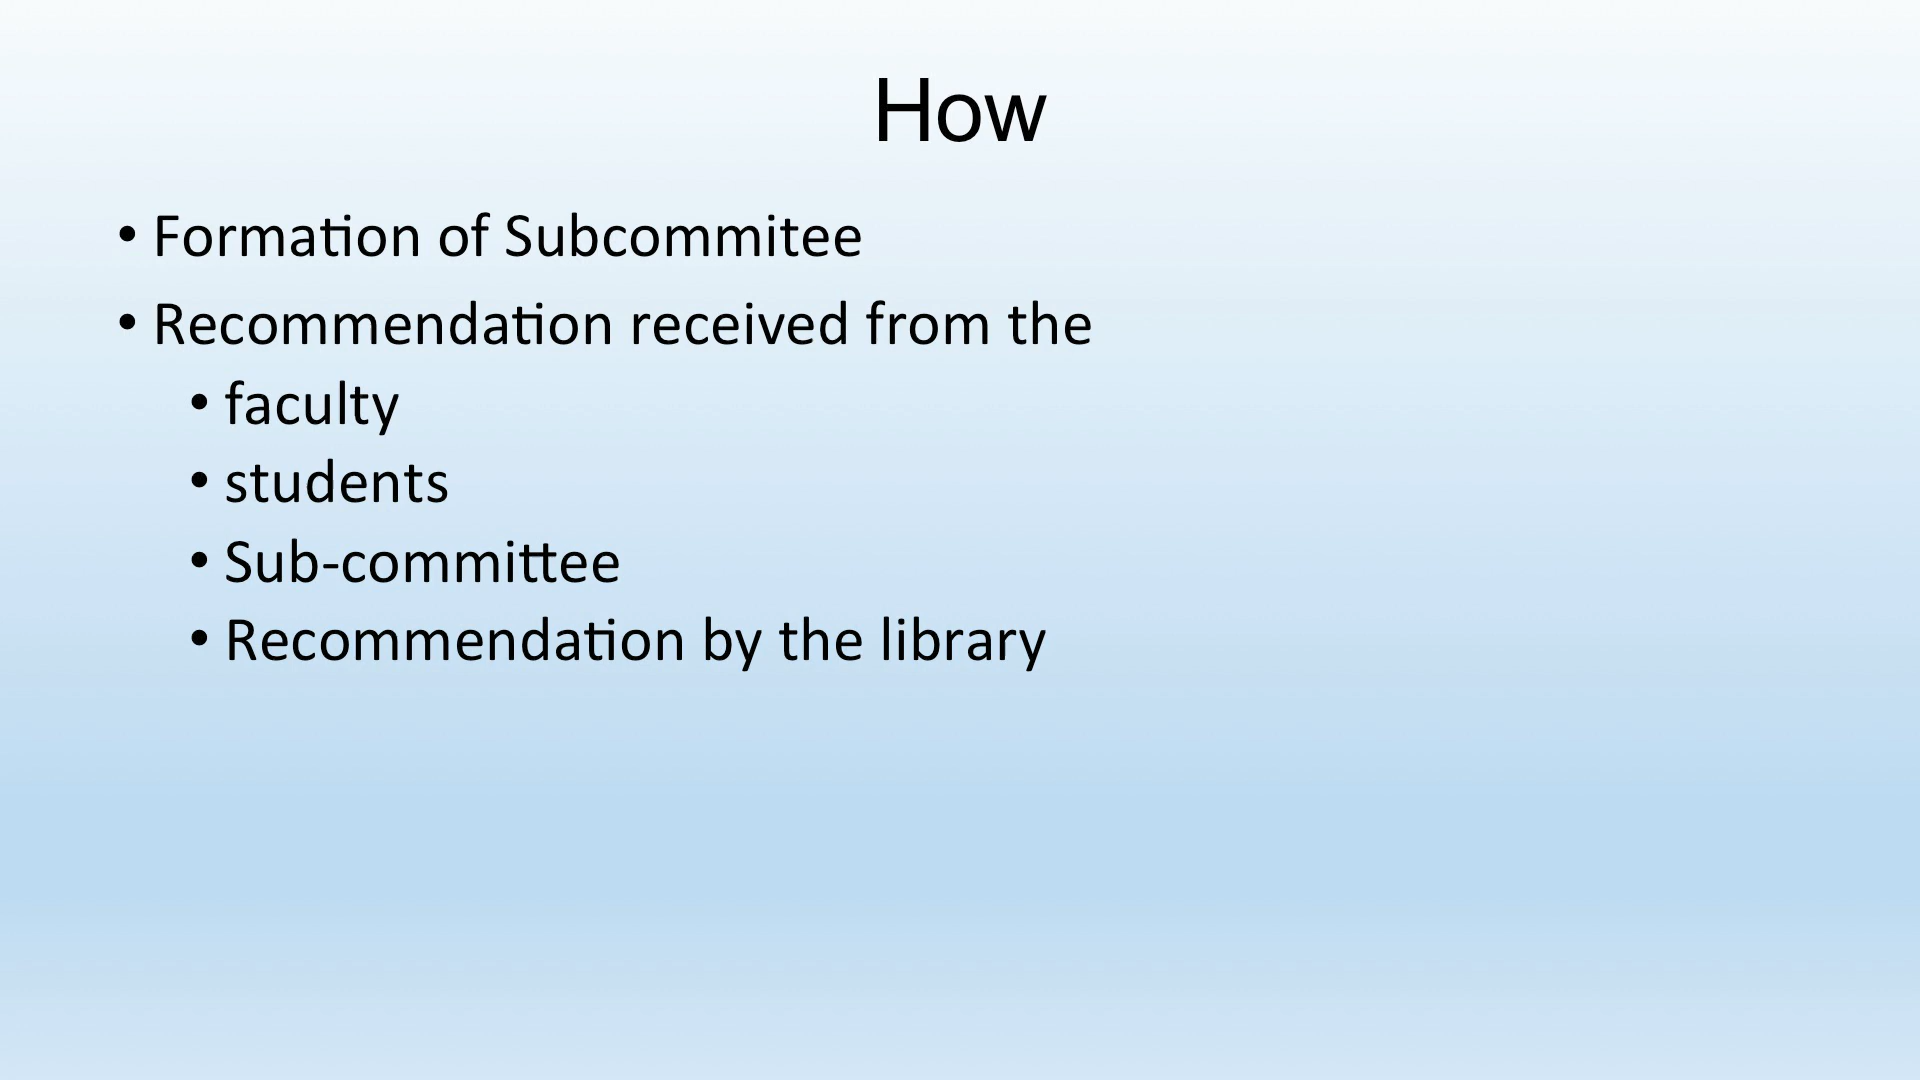 How
• Formation of Subcommitee
• Recommendation received from the
• faculty
• students
• Sub-committee
• Recommendation by the library